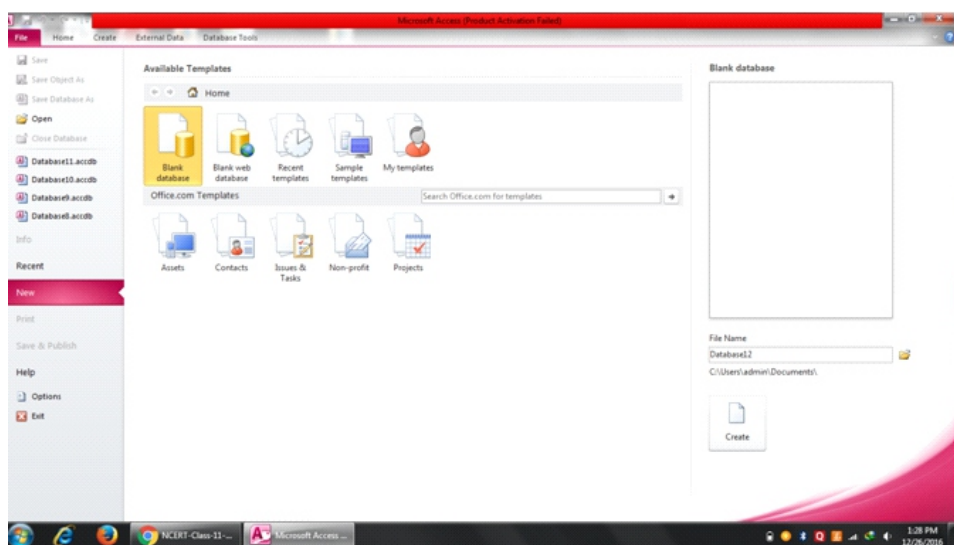 Microsoft Access (Product Activation Failed)
File Home Create External Data Database Tools
Save
Save Object As
Save Database As
Open
Close Database
Database11.accdb
Database10.accdb
Database9.accdb
Database8.accdb
Info
Recent
New
Print
Save & Publish
Help
Options
Exit
Available Templates
Home
Blank database
Blank web database
Recent templates
Sample templates
My templates
Office.com Templates
Search Office.com for templates
Assets
Contacts
Issues & Tasks
Non-profit
Projects
Blank database
File Name
Database12
C:\Users\admin\Documents\
Create
NCERT-Class-11-...
Microsoft Access ...
1:28 PM
12/26/2016